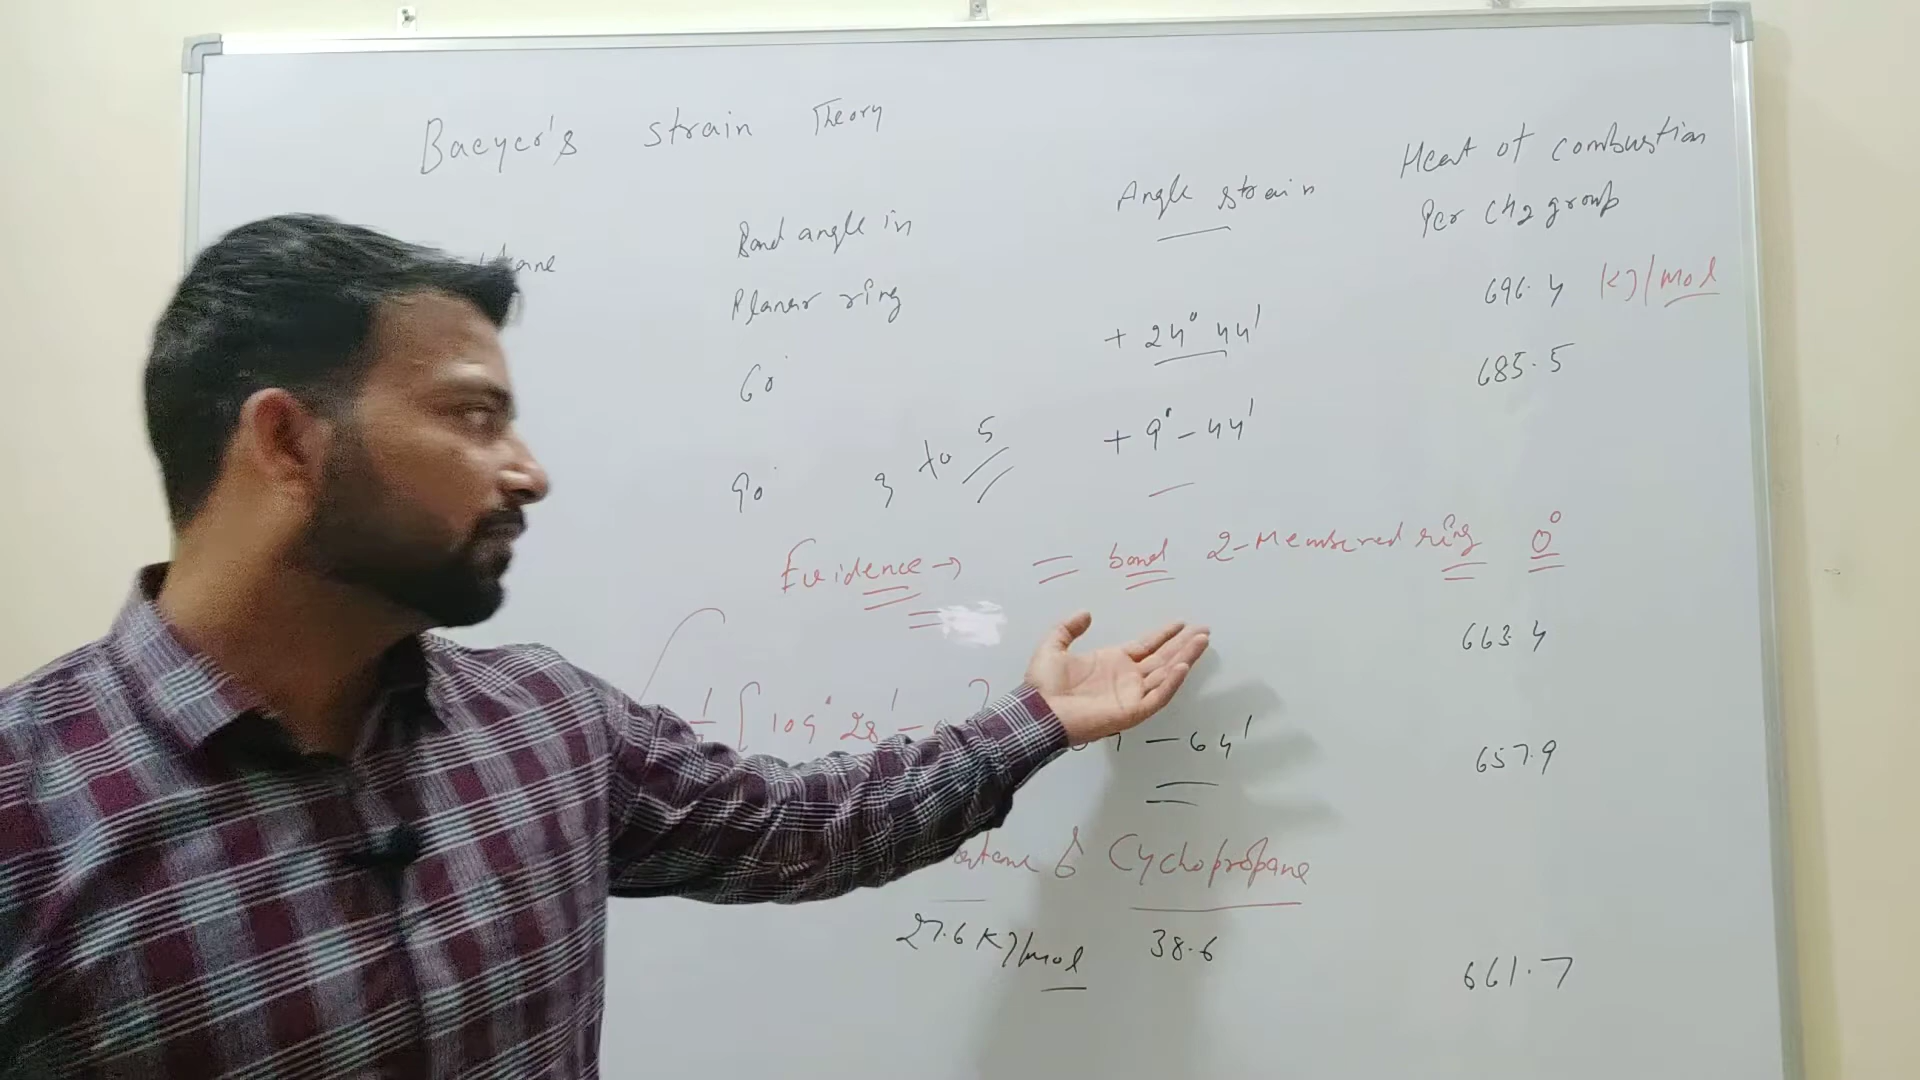 Baeyer's strain Theory
Heat of combustion
Per CH2 group
Angle strain
Bond angle in
Planar ring
696.4 KJ/mol
+ 24° 44'
685.5
60°
+ 9° - 44'
3 to 5
90°
Evidence → = bond 2-Membered ring 0°
663.4
109° 28'
- 64'
657.9
& Cyclopropane
27.6 KJ/mol 38.6
661.7